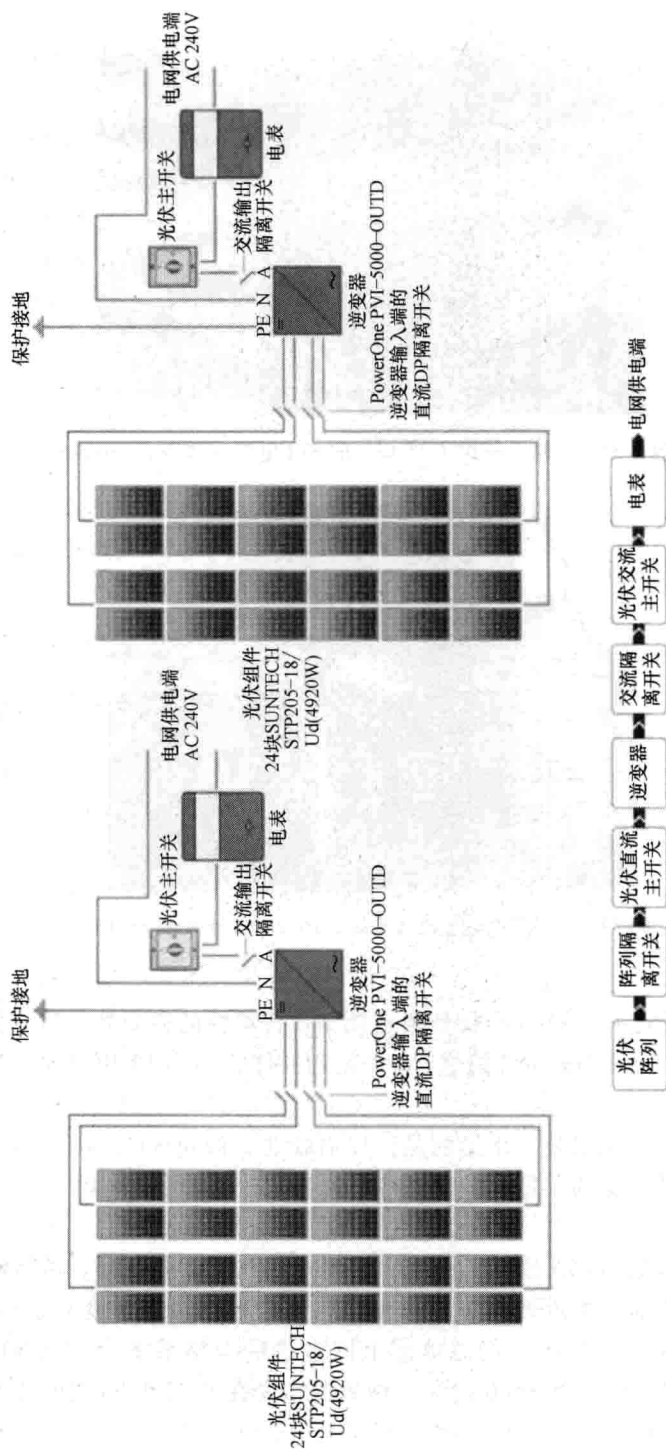 保护接地
光伏主开关
电网供电端
AC 240V
PE N A
交流输出
隔离开关
电表
逆变器
PowerOne PVI-5000-OUTD
逆变器输入端的
直流DP隔离开关
光伏组件
24块SUNTECH
STP205-18/
Ud(4920W)
保护接地
光伏主开关
电网供电端
AC 240V
PE N A
交流输出
隔离开关
电表
逆变器
PowerOne PVI-5000-OUTD
逆变器输入端的
直流DP隔离开关
光伏组件
24块SUNTECH
STP205-18/
Ud(4920W)
光伏
阵列
阵列隔
离开关
光伏直流
主开关
逆变器
交流隔
离开关
光伏交流
主开关
电表
电网供电端